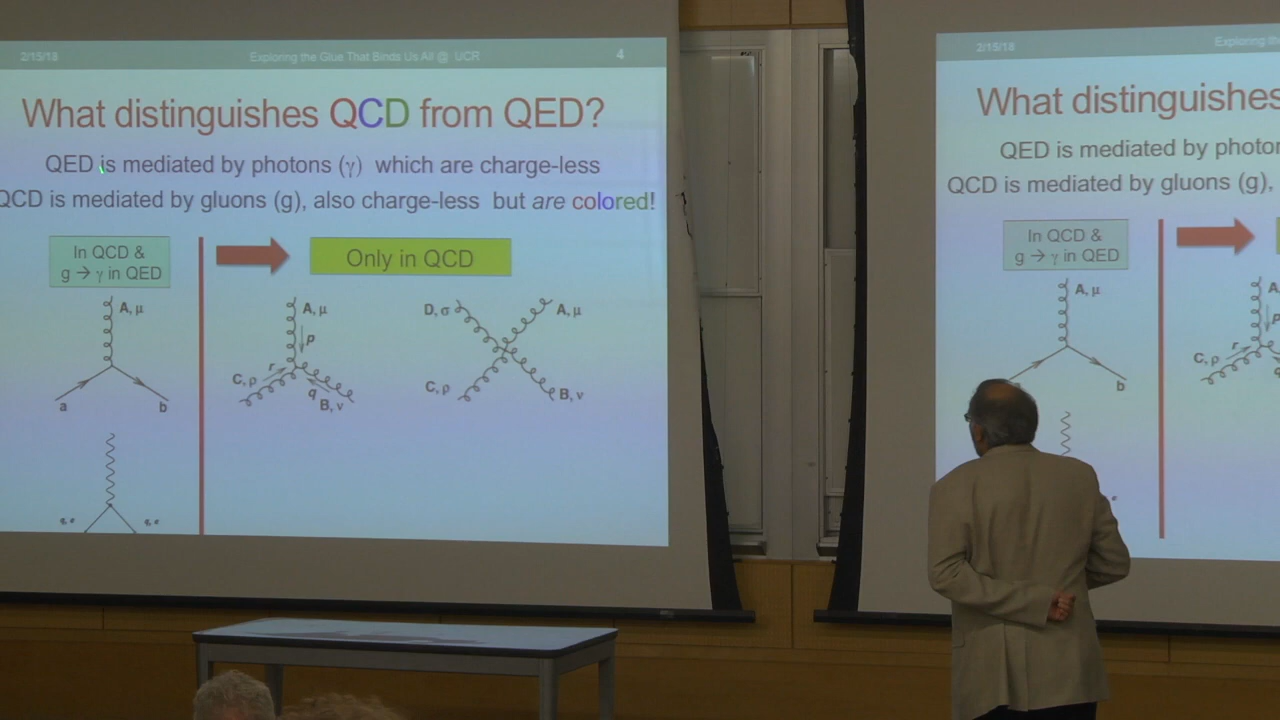 2/15/18 Exploring the Glue That Binds Us All @ UCR 4
What distinguishes QCD from QED?
QED is mediated by photons (γ) which are charge-less
QCD is mediated by gluons (g), also charge-less but are colored!
In QCD &
g → γ in QED
Only in QCD
A, μ
a
b
A, μ
p
r
C, ρ
q
B, ν
D, σ
A, μ
C, ρ
B, ν
q, e
q, e
2/15/18 Exploring the
What distinguishes
QED is mediated by
QCD is mediated by gluons (g),
In QCD &
g → γ in QED
A, μ
b
p
r
C, ρ